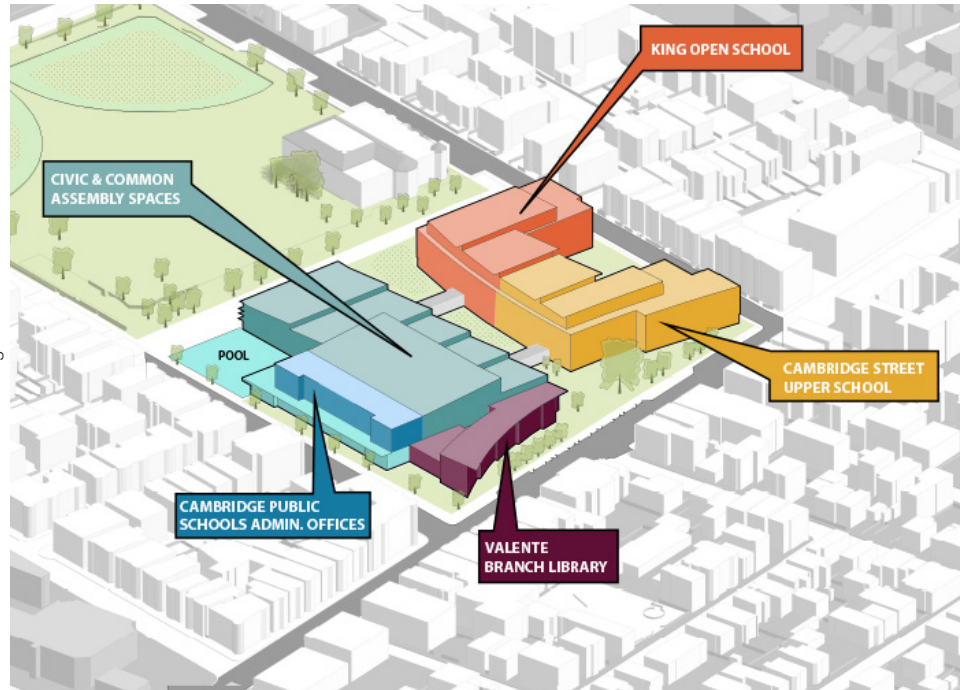 KING OPEN SCHOOL
CIVIC & COMMON
ASSEMBLY SPACES
POOL
CAMBRIDGE STREET
UPPER SCHOOL
CAMBRIDGE PUBLIC
SCHOOLS ADMIN. OFFICES
VALENTE
BRANCH LIBRARY